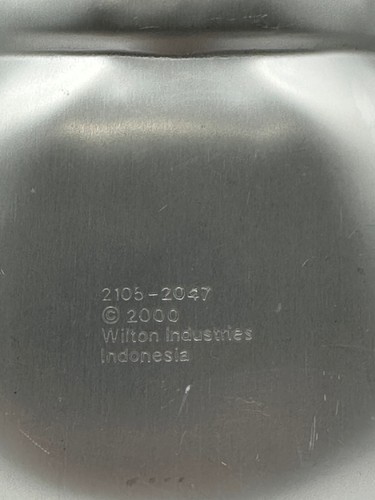 2105-2047
© 2000
Wilton Industries
Indonesia